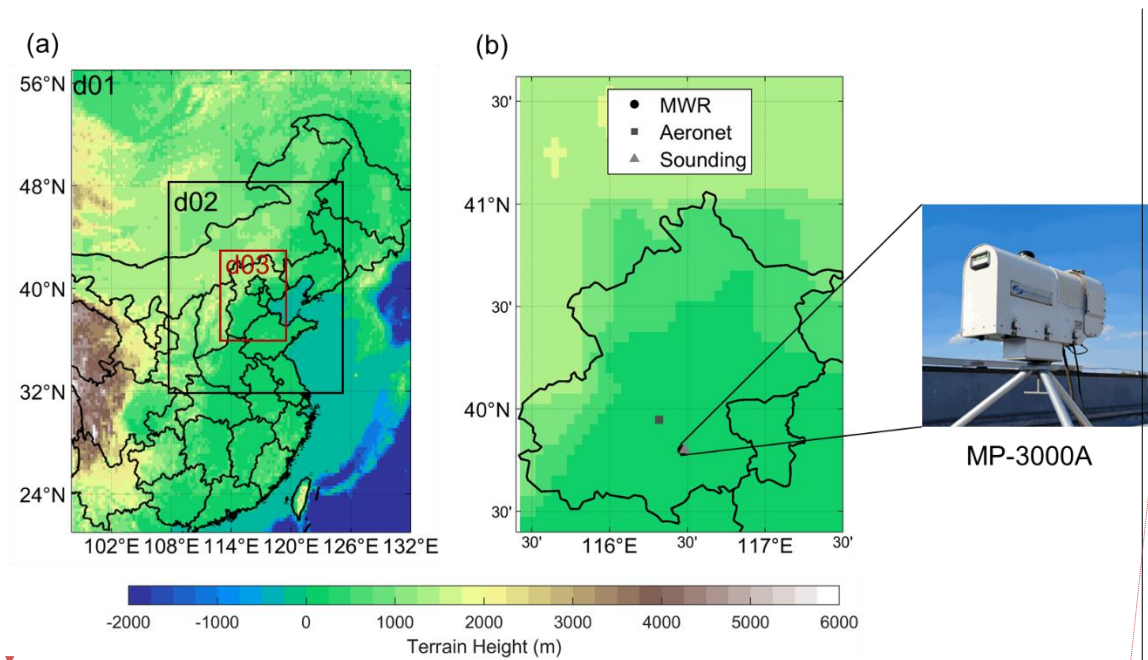 (a)
d01
d02
d03
56°N
48°N
40°N
32°N
24°N
102°E 108°E 114°E 120°E 126°E 132°E
(b)
MWR
Aeronet
Sounding
30'
41°N
30'
40°N
30'
30' 116°E 30' 117°E 30'
MP-3000A
-2000 -1000 0 1000 2000 3000 4000 5000 6000
Terrain Height (m)